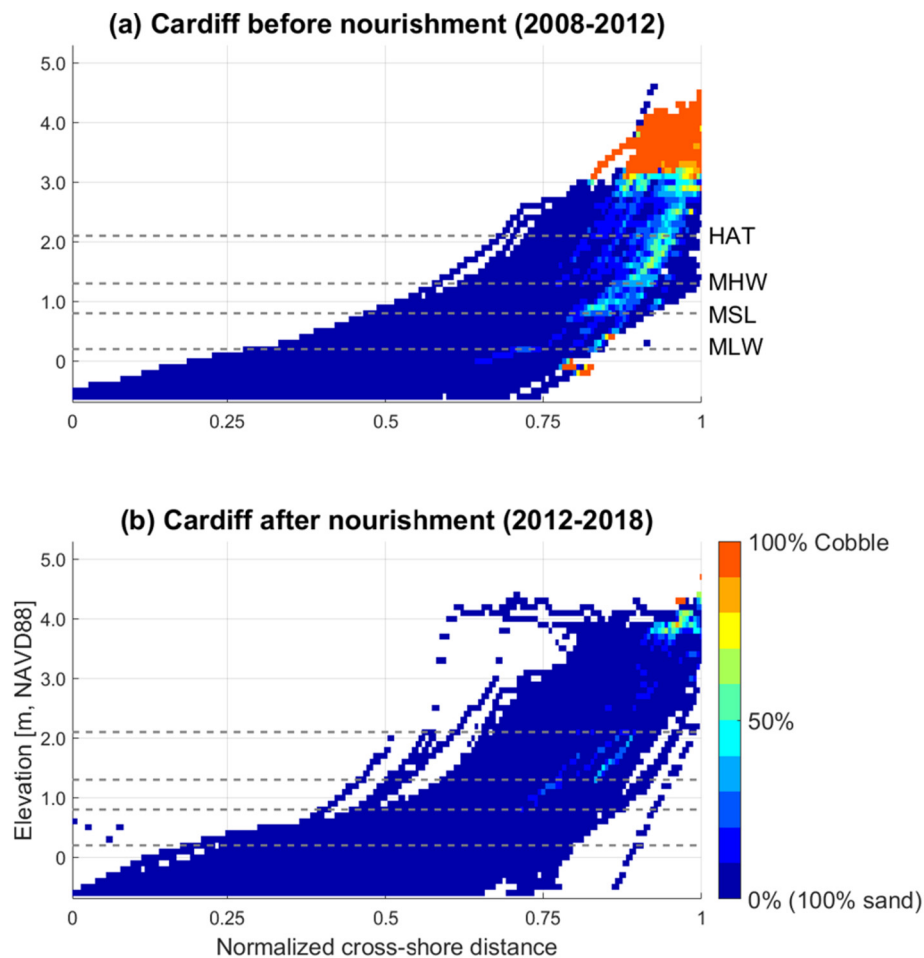 (a) Cardiff before nourishment (2008-2012)
5.0
4.0
3.0
2.0
1.0
0
HAT
MHW
MSL
MLW
0 0.25 0.5 0.75 1
(b) Cardiff after nourishment (2012-2018)
Elevation [m, NAVD88]
5.0
4.0
3.0
2.0
1.0
0
0 0.25 0.5 0.75 1
Normalized cross-shore distance
100% Cobble
50%
0% (100% sand)